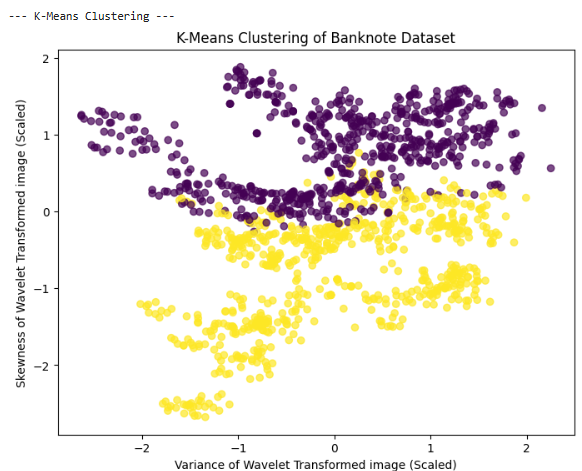 --- K-Means Clustering ---
K-Means Clustering of Banknote Dataset
2
1
0
−1
−2
Skewness of Wavelet Transformed image (Scaled)
−2 −1 0 1 2
Variance of Wavelet Transformed image (Scaled)